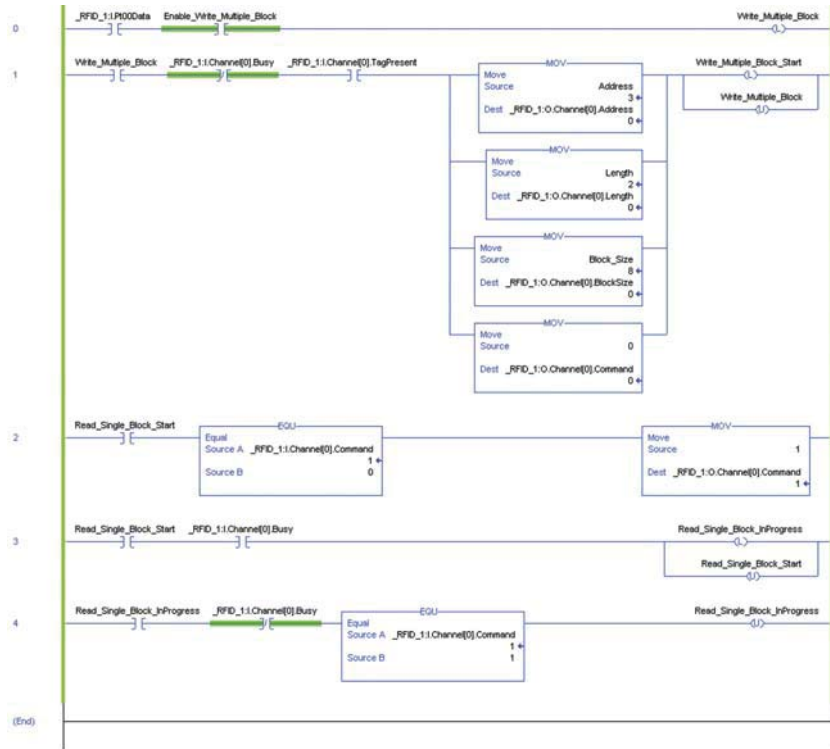 0
_RFID_1:I.Pt00Data Enable_Write_Multiple_Block Write_Multiple_Block
L
1
Write_Multiple_Block _RFID_1:I.Channel[0].Busy _RFID_1:I.Channel[0].TagPresent
MOV
Move
Source Address
3
Dest _RFID_1:O.Channel[0].Address
0
Write_Multiple_Block_Start
L
Write_Multiple_Block
U
MOV
Move
Source Length
2
Dest _RFID_1:O.Channel[0].Length
0
MOV
Move
Source Block_Size
8
Dest _RFID_1:O.Channel[0].BlockSize
0
MOV
Move
Source 0
Dest _RFID_1:O.Channel[0].Command
0
2
Read_Single_Block_Start
EQU
Equal
Source A _RFID_1:I.Channel[0].Command
1
Source B 0
MOV
Move
Source 1
Dest _RFID_1:O.Channel[0].Command
1
3
Read_Single_Block_Start _RFID_1:I.Channel[0].Busy
Read_Single_Block_InProgress
L
Read_Single_Block_Start
U
4
Read_Single_Block_InProgress _RFID_1:I.Channel[0].Busy
EQU
Equal
Source A _RFID_1:I.Channel[0].Command
1
Source B 1
Read_Single_Block_InProgress
U
(End)